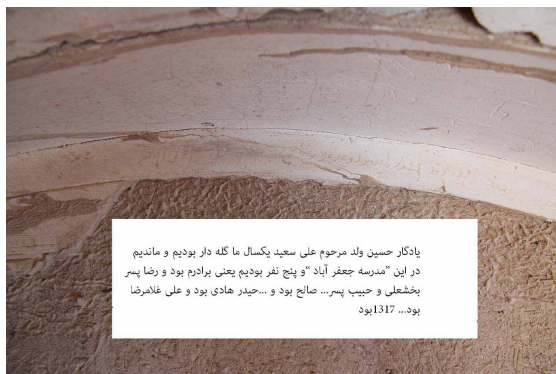 یادگار حسین ولد مرحوم علی سعید یکسال ما گله دار بودیم و ماندیم
در این "مدرسه جعفر آباد "و پنج نفر بودیم یعنی برادرم بود و رضا پسر
بخشعلی و حبیب پسر... صالح بود و ...حیدر هادی بود و علی غلامرضا
بود... 1317بود